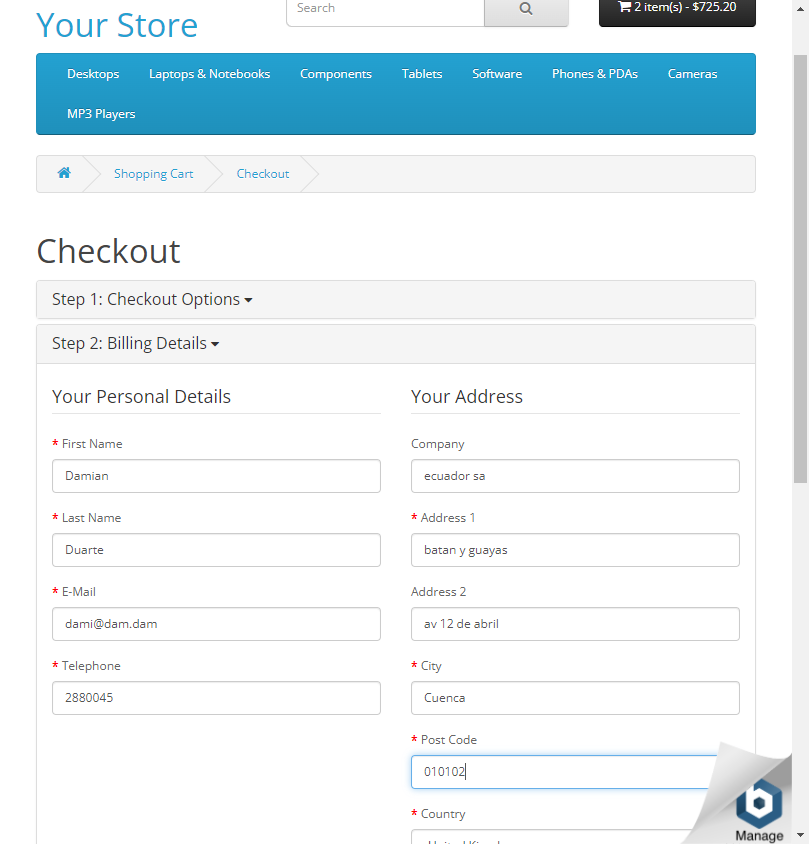 Your Store
Search
2 item(s) - $725.20
Desktops Laptops & Notebooks Components Tablets Software Phones & PDAs Cameras
MP3 Players
Shopping Cart Checkout
Checkout
Step 1: Checkout Options
Step 2: Billing Details
Your Personal Details
* First Name
Damian
* Last Name
Duarte
* E-Mail
dami@dam.dam
* Telephone
2880045
Your Address
Company
ecuador sa
* Address 1
batan y guayas
Address 2
av 12 de abril
* City
Cuenca
* Post Code
010102
* Country
Manage